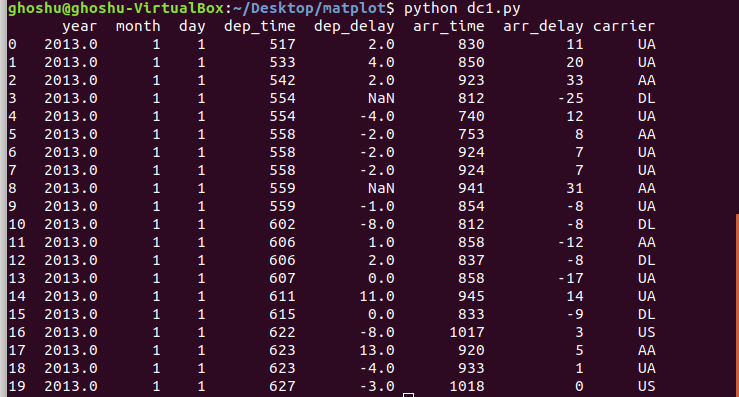 ghoshu@ghoshu-VirtualBox:~/Desktop/matplot$ python dc1.py
year month day dep_time dep_delay arr_time arr_delay carrier
0 2013.0 1 1 517 2.0 830 11 UA
1 2013.0 1 1 533 4.0 850 20 UA
2 2013.0 1 1 542 2.0 923 33 AA
3 2013.0 1 1 554 NaN 812 -25 DL
4 2013.0 1 1 554 -4.0 740 12 UA
5 2013.0 1 1 558 -2.0 753 8 AA
6 2013.0 1 1 558 -2.0 924 7 UA
7 2013.0 1 1 558 -2.0 924 7 UA
8 2013.0 1 1 559 NaN 941 31 AA
9 2013.0 1 1 559 -1.0 854 -8 UA
10 2013.0 1 1 602 -8.0 812 -8 DL
11 2013.0 1 1 606 1.0 858 -12 AA
12 2013.0 1 1 606 2.0 837 -8 DL
13 2013.0 1 1 607 0.0 858 -17 UA
14 2013.0 1 1 611 11.0 945 14 UA
15 2013.0 1 1 615 0.0 833 -9 DL
16 2013.0 1 1 622 -8.0 1017 3 US
17 2013.0 1 1 623 13.0 920 5 AA
18 2013.0 1 1 623 -4.0 933 1 UA
19 2013.0 1 1 627 -3.0 1018 0 US